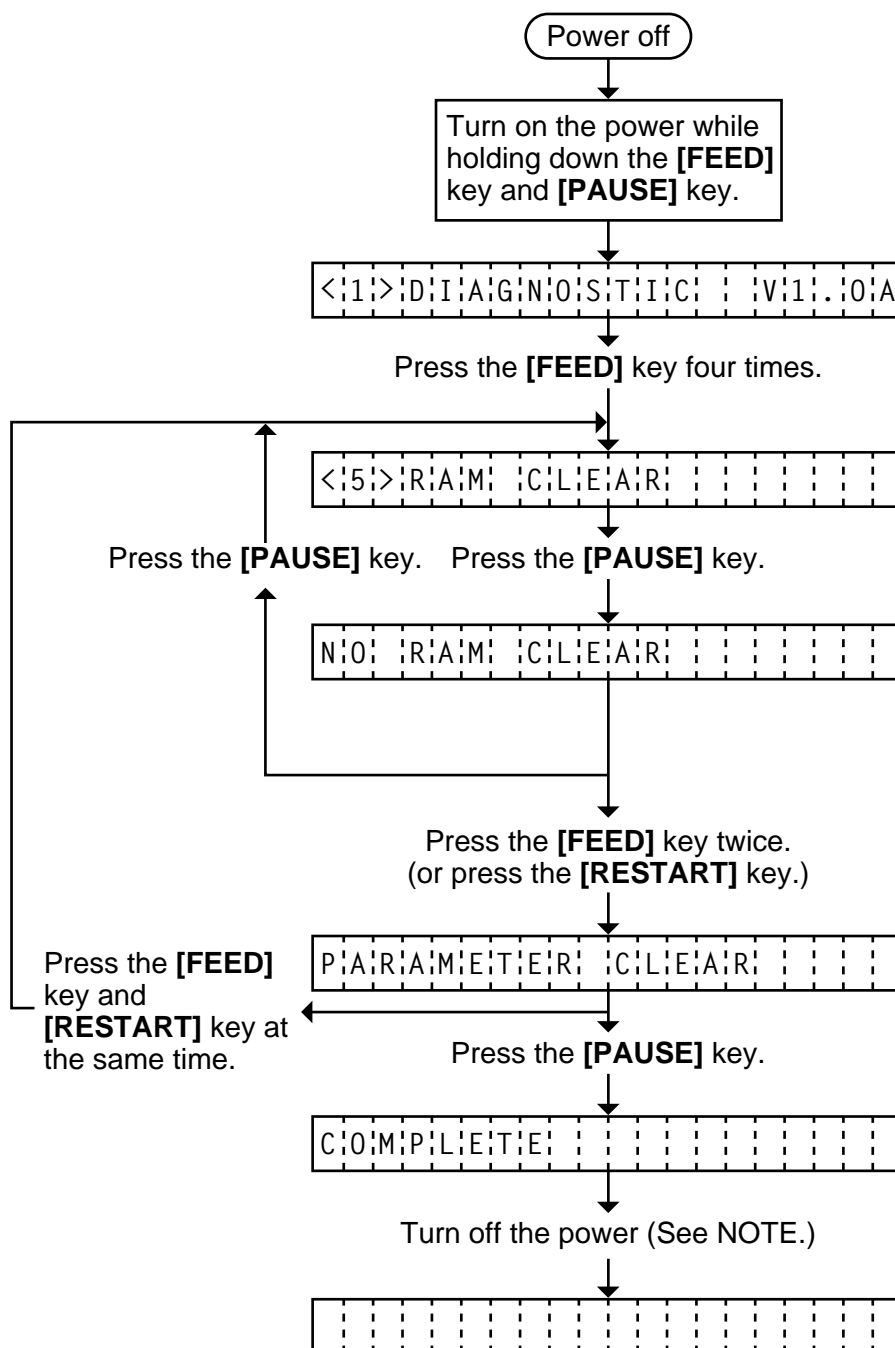 Power off
Turn on the power while
holding down the [FEED]
key and [PAUSE] key.
<1>DIAGNOSTIC  V1.0A
Press the [FEED] key four times.
<5>RAM CLEAR
Press the [PAUSE] key.
Press the [PAUSE] key.
NO RAM CLEAR
Press the [FEED] key twice.
(or press the [RESTART] key.)
PARAMETER CLEAR
Press the [FEED]
key and
[RESTART] key at
the same time.
Press the [PAUSE] key.
COMPLETE
Turn off the power (See NOTE.)